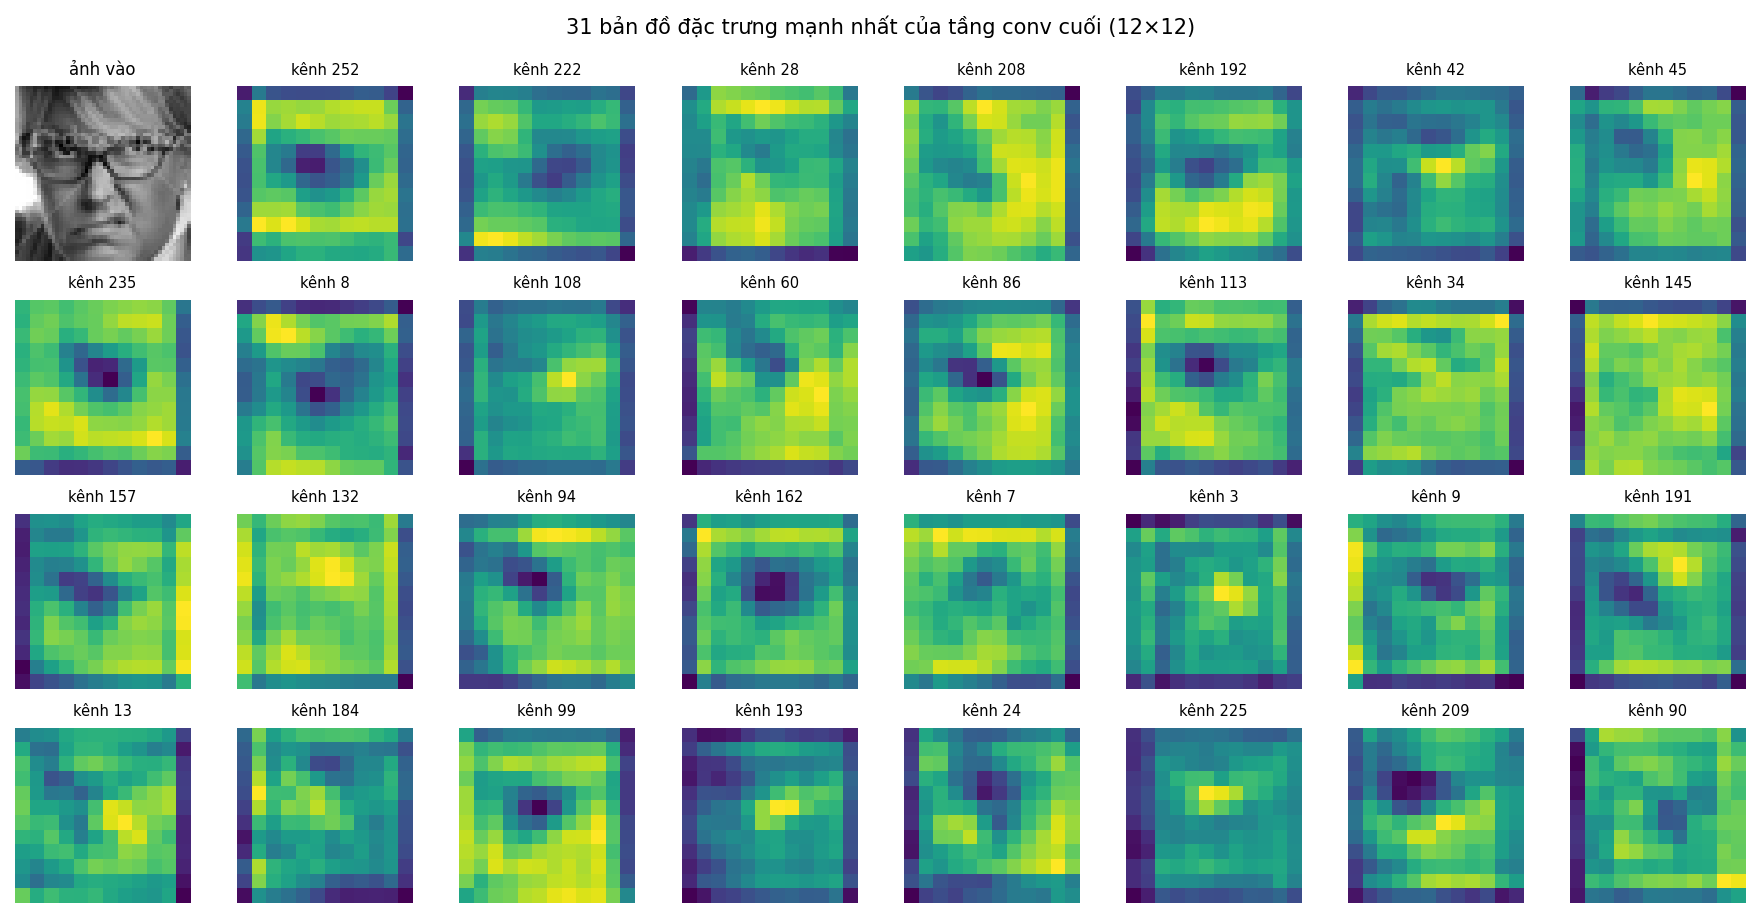 31 bản đồ đặc trưng mạnh nhất của tầng conv cuối (12×12)
ảnh vào
kênh 252
kênh 222
kênh 28
kênh 208
kênh 192
kênh 42
kênh 45
kênh 235
kênh 8
kênh 108
kênh 60
kênh 86
kênh 113
kênh 34
kênh 145
kênh 157
kênh 132
kênh 94
kênh 162
kênh 7
kênh 3
kênh 9
kênh 191
kênh 13
kênh 184
kênh 99
kênh 193
kênh 24
kênh 225
kênh 209
kênh 90